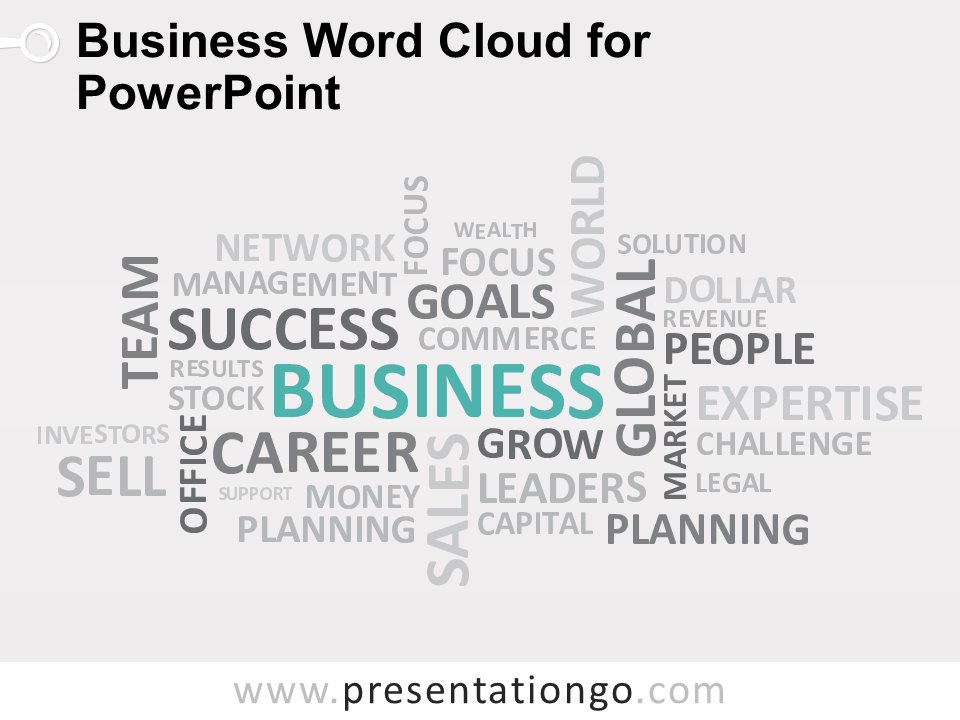 Business Word Cloud for
PowerPoint
WORLD
FOCUS
WEALTH
NETWORK
FOCUS
SOLUTION
TEAM
MANAGEMENT
GOALS
GLOBAL
DOLLAR
SUCCESS
COMMERCE
REVENUE
PEOPLE
RESULTS
BUSINESS
STOCK
MARKET
EXPERTISE
INVESTORS
OFFICE
CAREER
SALES
GROW
CHALLENGE
SELL
SUPPORT
MONEY
LEADERS
LEGAL
PLANNING
CAPITAL
PLANNING
www.presentationgo.com